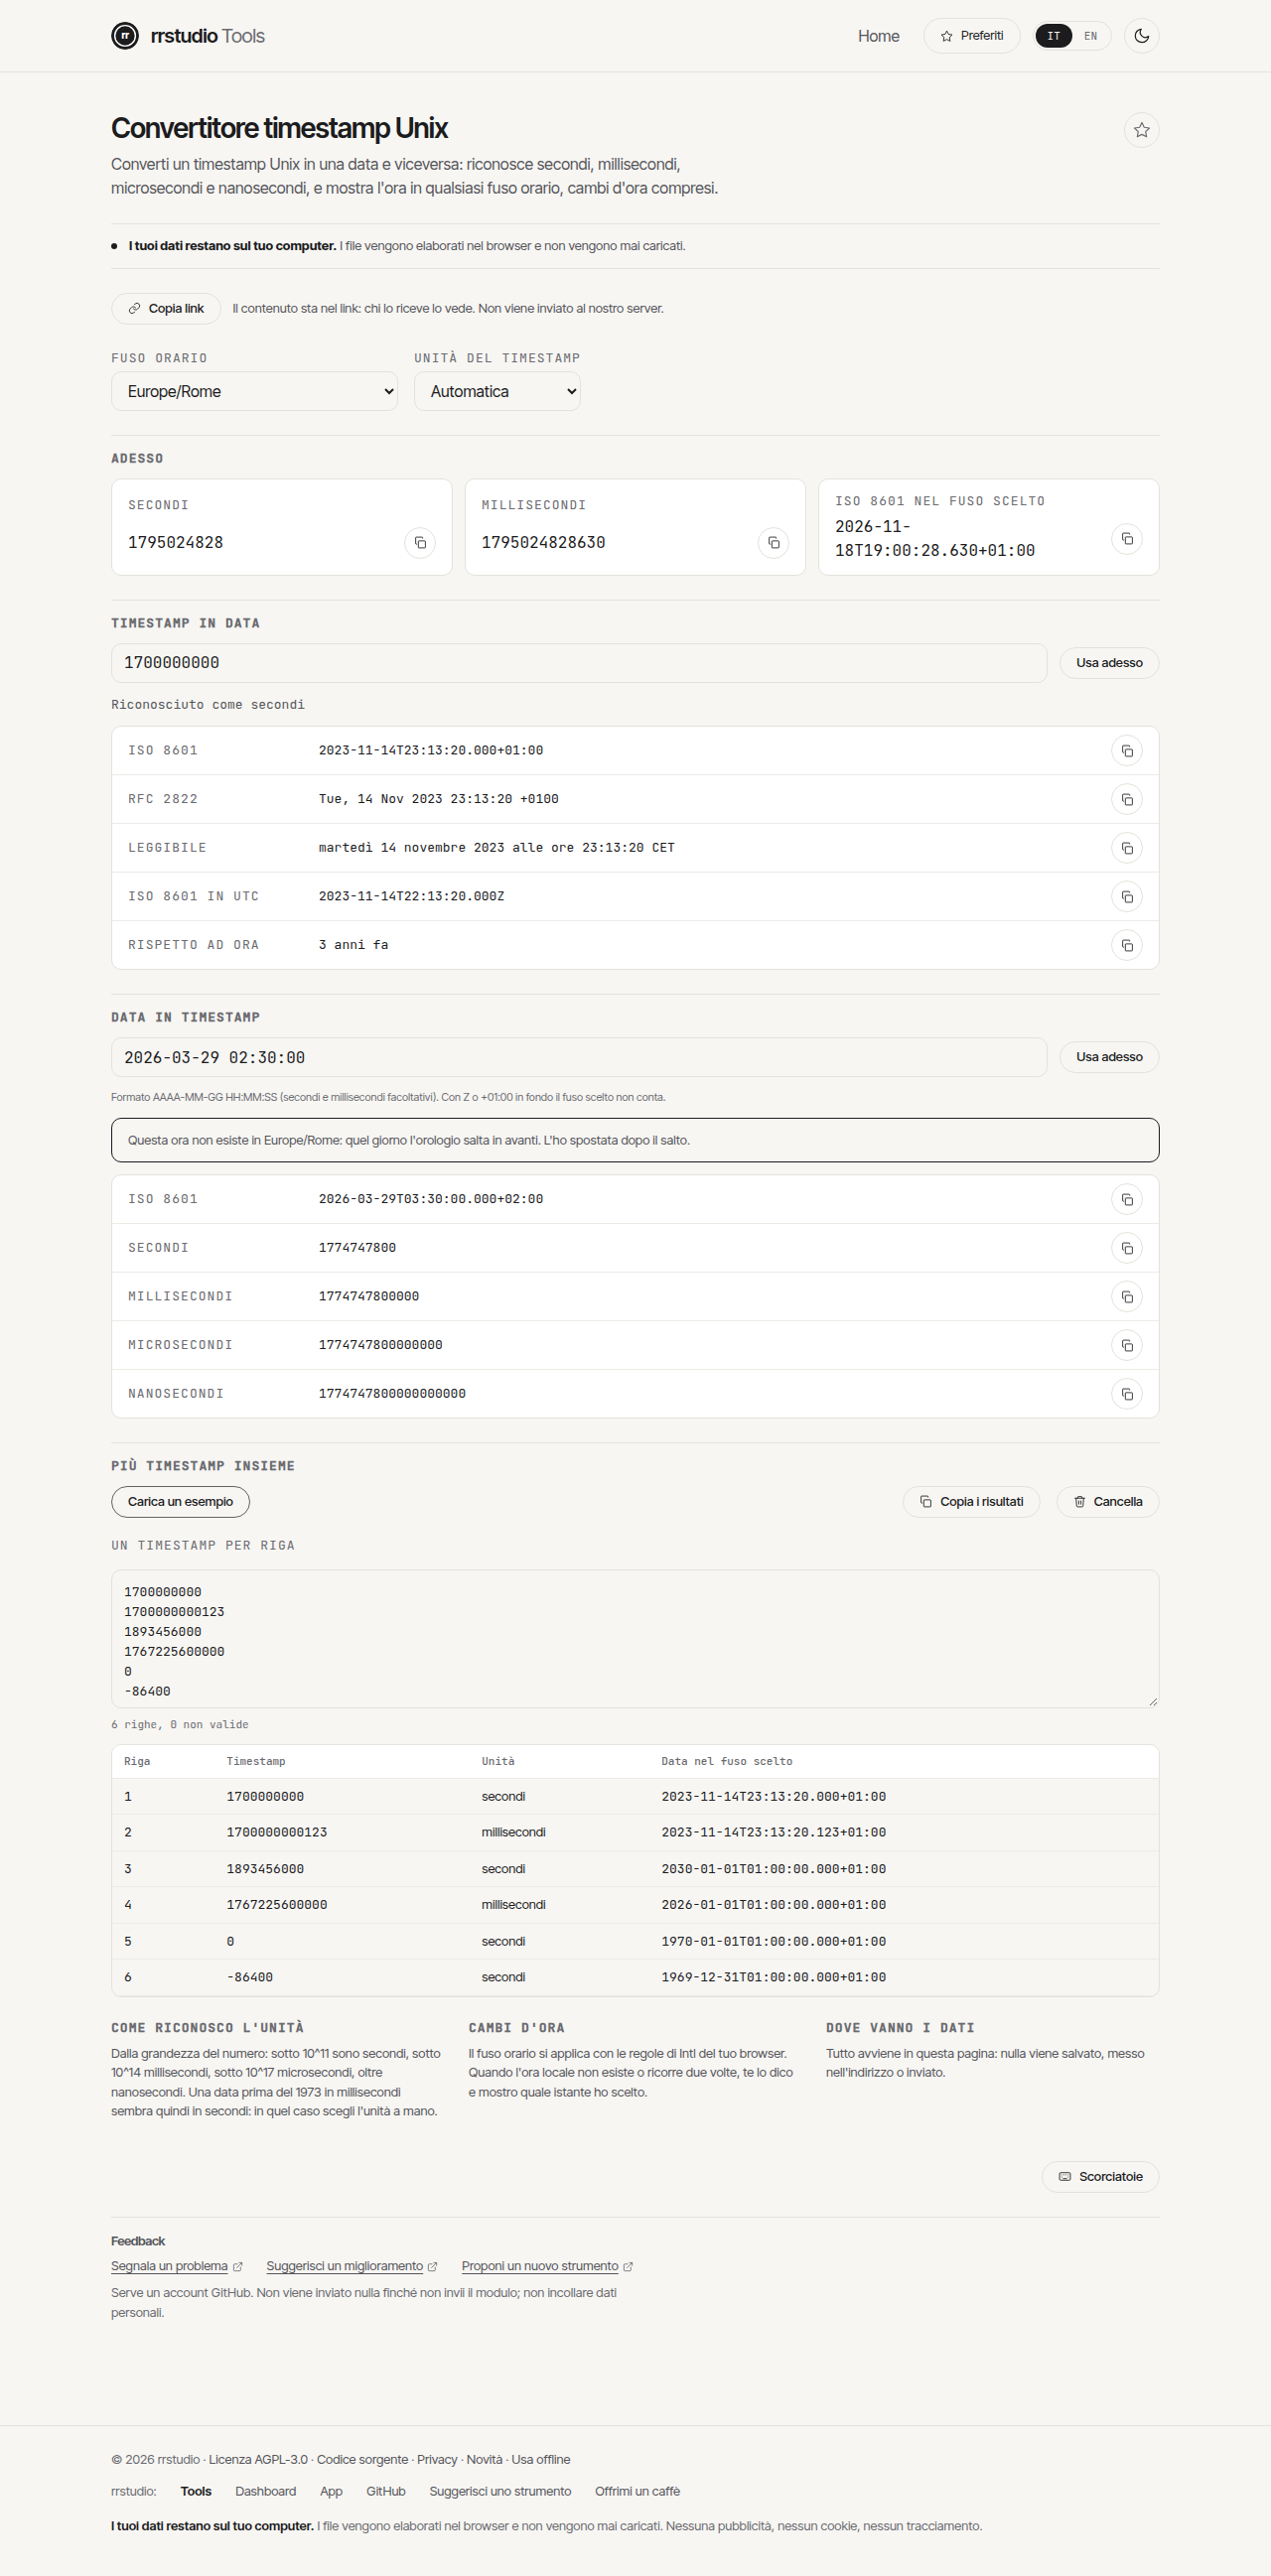 rr rrstudio Tools
Home
Preferiti
IT EN
Convertitore timestamp Unix
Converti un timestamp Unix in una data e viceversa: riconosce secondi, millisecondi,
microsecondi e nanosecondi, e mostra l'ora in qualsiasi fuso orario, cambi d'ora compresi.
I tuoi dati restano sul tuo computer. I file vengono elaborati nel browser e non vengono mai caricati.
Copia link Il contenuto sta nel link: chi lo riceve lo vede. Non viene inviato al nostro server.
FUSO ORARIO UNITÀ DEL TIMESTAMP
Europe/Rome Automatica
ADESSO
SECONDI
1795024828
MILLISECONDI
1795024828630
ISO 8601 NEL FUSO SCELTO
2026-11-
18T19:00:28.630+01:00
TIMESTAMP IN DATA
1700000000 Usa adesso
Riconosciuto come secondi
ISO 8601 2023-11-14T23:13:20.000+01:00
RFC 2822 Tue, 14 Nov 2023 23:13:20 +0100
LEGGIBILE martedì 14 novembre 2023 alle ore 23:13:20 CET
ISO 8601 IN UTC 2023-11-14T22:13:20.000Z
RISPETTO AD ORA 3 anni fa
DATA IN TIMESTAMP
2026-03-29 02:30:00 Usa adesso
Formato AAAA-MM-GG HH:MM:SS (secondi e millisecondi facoltativi). Con Z o +01:00 in fondo il fuso scelto non conta.
Questa ora non esiste in Europe/Rome: quel giorno l'orologio salta in avanti. L'ho spostata dopo il salto.
ISO 8601 2026-03-29T03:30:00.000+02:00
SECONDI 1774747800
MILLISECONDI 1774747800000
MICROSECONDI 1774747800000000
NANOSECONDI 1774747800000000000
PIÙ TIMESTAMP INSIEME
Carica un esempio Copia i risultati Cancella
UN TIMESTAMP PER RIGA
1700000000
1700000000123
1893456000
1767225600000
0
-86400
6 righe, 0 non valide
Riga Timestamp Unità Data nel fuso scelto
1 1700000000 secondi 2023-11-14T23:13:20.000+01:00
2 1700000000123 millisecondi 2023-11-14T23:13:20.123+01:00
3 1893456000 secondi 2030-01-01T01:00:00.000+01:00
4 1767225600000 millisecondi 2026-01-01T01:00:00.000+01:00
5 0 secondi 1970-01-01T01:00:00.000+01:00
6 -86400 secondi 1969-12-31T01:00:00.000+01:00
COME RICONOSCO L'UNITÀ
Dalla grandezza del numero: sotto 10^11 sono secondi, sotto
10^14 millisecondi, sotto 10^17 microsecondi, oltre
nanosecondi. Una data prima del 1973 in millisecondi
sembra quindi in secondi: in quel caso scegli l'unità a mano.
CAMBI D'ORA
Il fuso orario si applica con le regole di Intl del tuo browser.
Quando l'ora locale non esiste o ricorre due volte, te lo dico
e mostro quale istante ho scelto.
DOVE VANNO I DATI
Tutto avviene in questa pagina: nulla viene salvato, messo
nell'indirizzo o inviato.
Scorciatoie
Feedback
Segnala un problema Suggerisci un miglioramento Proponi un nuovo strumento
Serve un account GitHub. Non viene inviato nulla finché non invii il modulo; non incollare dati
personali.
© 2026 rrstudio · Licenza AGPL-3.0 · Codice sorgente · Privacy · Novità · Usa offline
rrstudio: Tools Dashboard App GitHub Suggerisci uno strumento Offrimi un caffè
I tuoi dati restano sul tuo computer. I file vengono elaborati nel browser e non vengono mai caricati. Nessuna pubblicità, nessun cookie, nessun tracciamento.